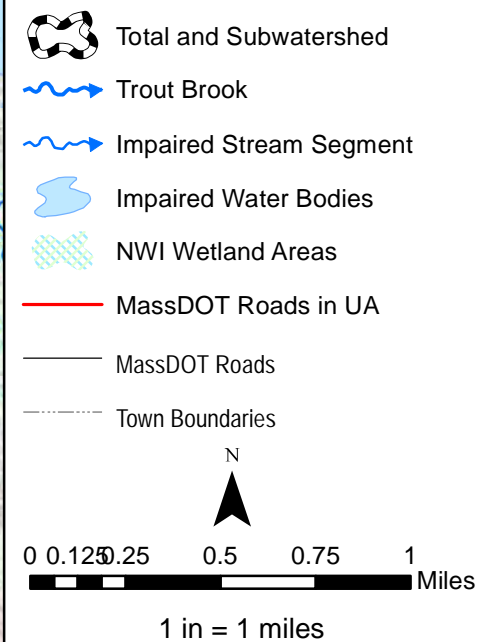 Total and Subwatershed
Trout Brook
Impaired Stream Segment
Impaired Water Bodies
NWI Wetland Areas
MassDOT Roads in UA
MassDOT Roads
Town Boundaries
N
0 0.125 0.25 0.5 0.75 1
Miles
1 in = 1 miles